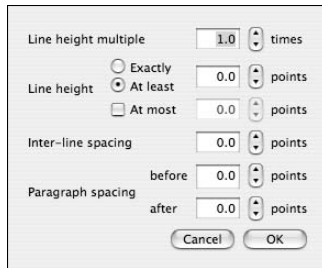 Line height multiple 1.0 times
Exactly 0.0 points
Line height At least
At most 0.0 points
Inter-line spacing 0.0 points
before 0.0 points
Paragraph spacing
after 0.0 points
Cancel OK